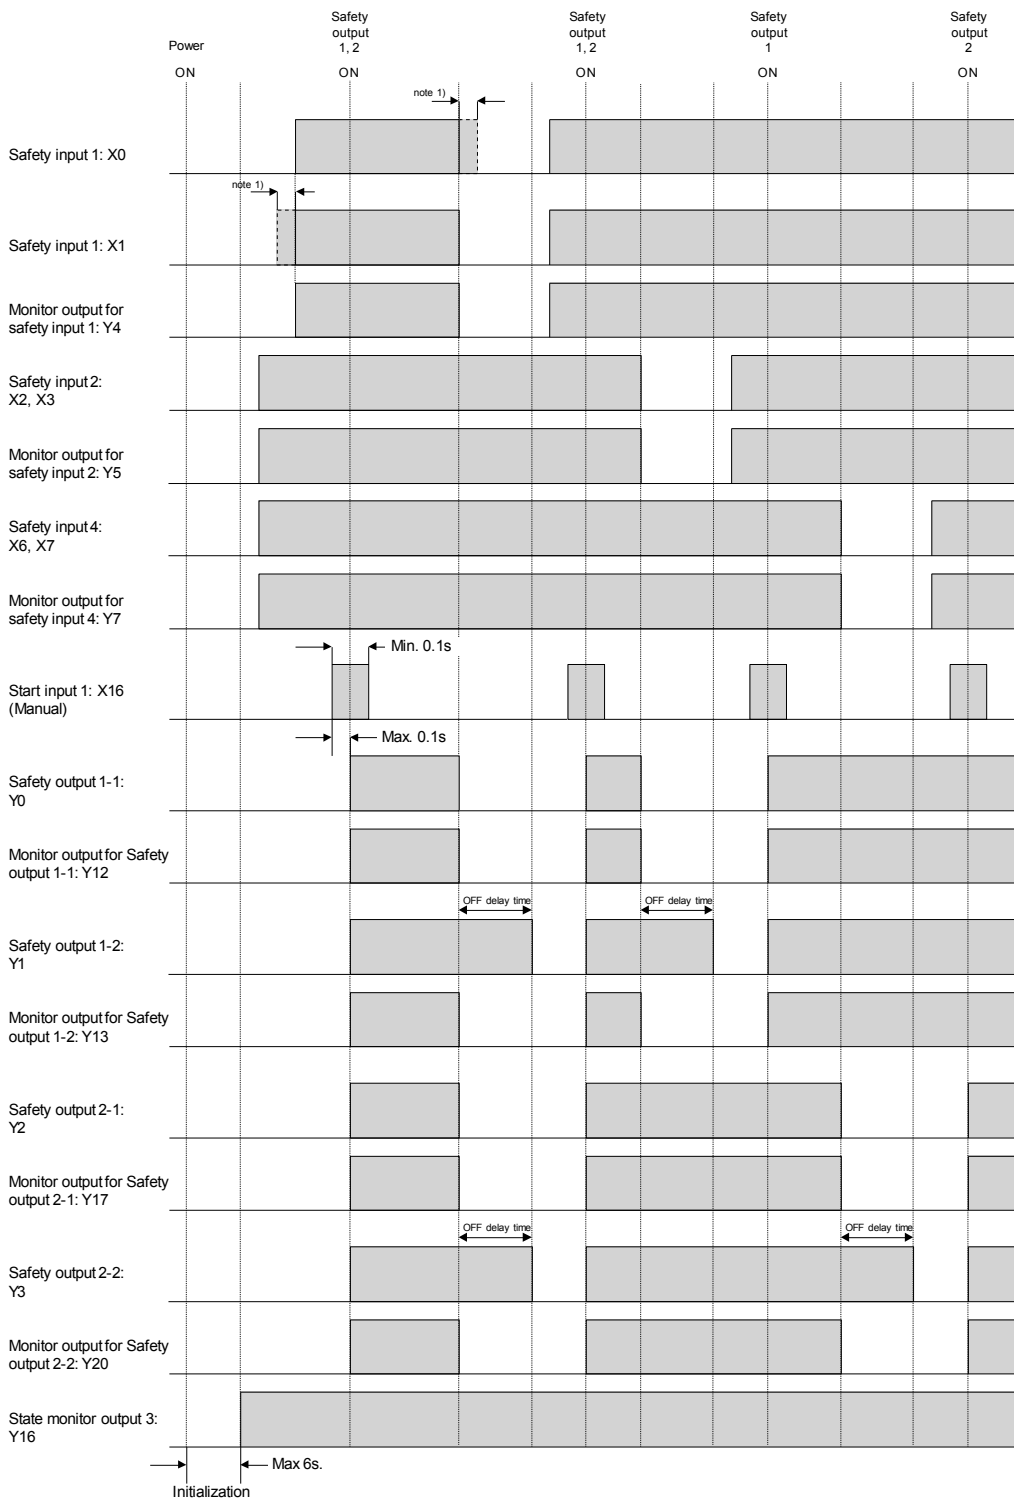 Safety
output
1, 2
Safety
output
1, 2
Safety
output
1
Safety
output
2
Power
ON
ON
ON
ON
ON
note 1)
Safety input 1: X0
note 1)
Safety input 1: X1
Monitor output for
safety input 1: Y4
Safety input 2:
X2, X3
Monitor output for
safety input 2: Y5
Safety input 4:
X6, X7
Monitor output for
safety input 4: Y7
Min. 0.1s
Start input 1: X16
(Manual)
Max. 0.1s
Safety output 1-1:
Y0
Monitor output for Safety
output 1-1: Y12
OFF delay time
OFF delay time
Safety output 1-2:
Y1
Monitor output for Safety
output 1-2: Y13
Safety output 2-1:
Y2
Monitor output for Safety
output 2-1: Y17
OFF delay time
OFF delay time
Safety output 2-2:
Y3
Monitor output for Safety
output 2-2: Y20
State monitor output 3:
Y16
Max 6s.
Initialization